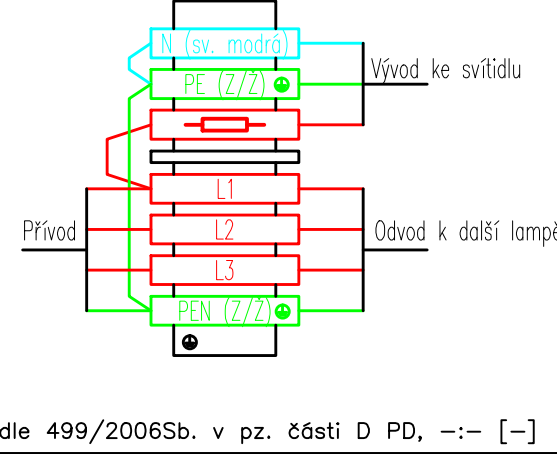 N (sv. modrá)
PE (Z/Ž)
Vývod ke svítidlu
L1
Přívod
L2
Odvod k další lampě
L3
PEN (Z/Ž)
dle 499/2006Sb. v pz. části D PD, –:– [–]